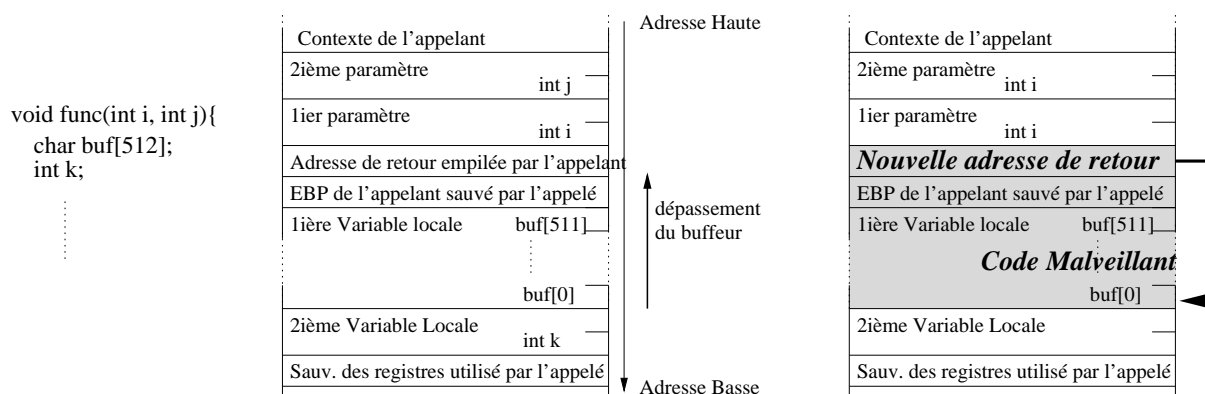 void func(int i, int j){
char buf[512];
int k;
Contexte de l'appelant
2ième paramètre
int j
1ier paramètre
int i
Adresse de retour empilée par l'appelant
EBP de l'appelant sauvé par l'appelé
1ière Variable locale buf[511]
buf[0]
2ième Variable Locale
int k
Sauv. des registres utilisé par l'appelé
Adresse Haute
dépassement
du buffeur
Adresse Basse
Contexte de l'appelant
2ième paramètre
int i
1ier paramètre
int i
Nouvelle adresse de retour
EBP de l'appelant sauvé par l'appelé
1ière Variable locale buf[511]
Code Malveillant
buf[0]
2ième Variable Locale
Sauv. des registres utilisé par l'appelé